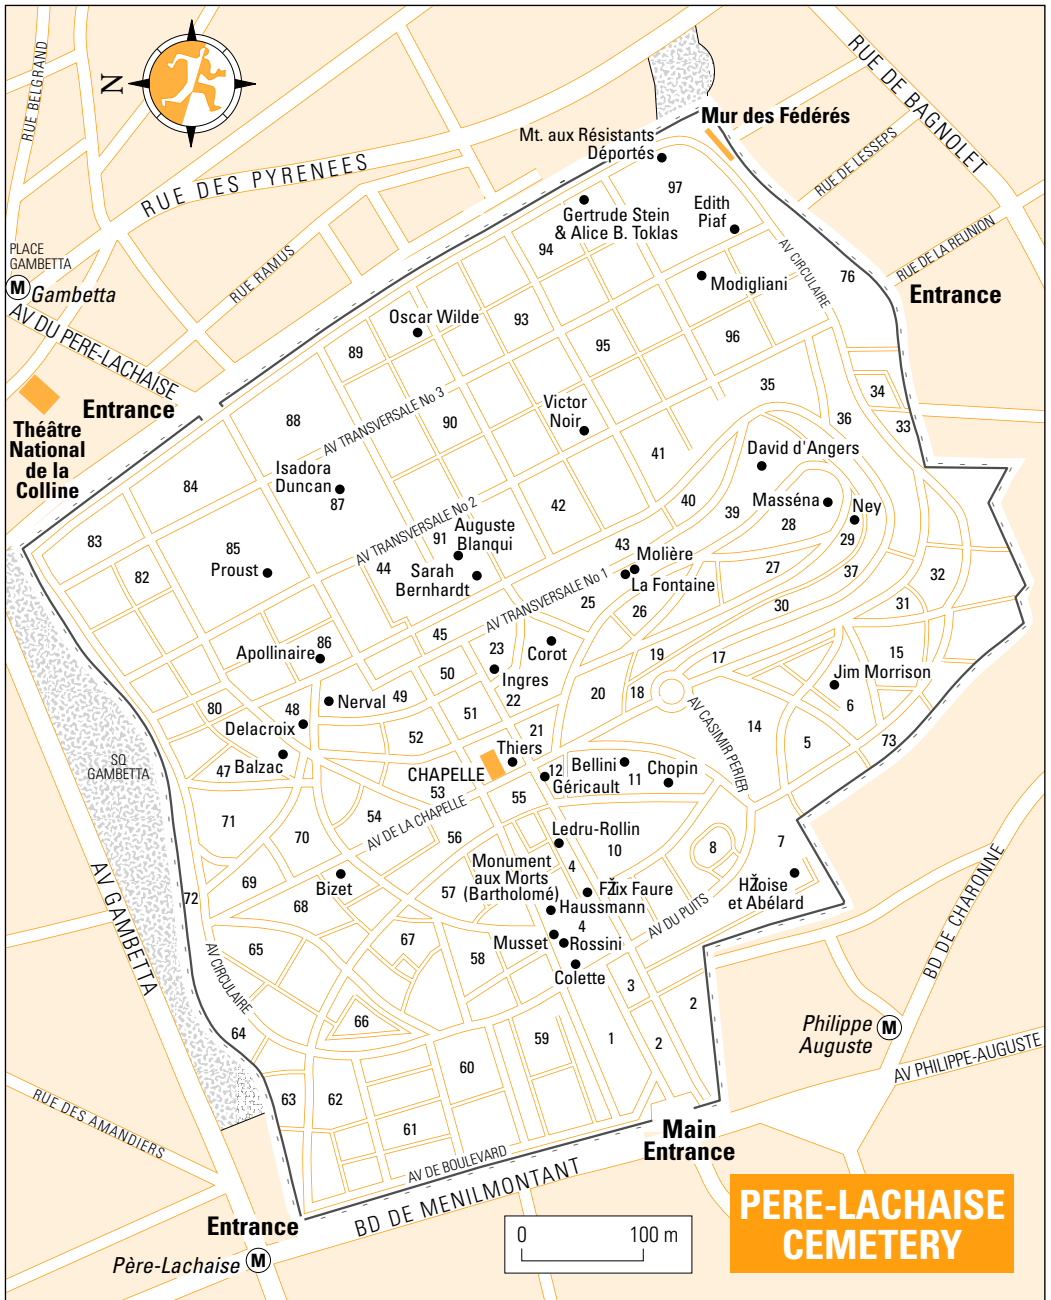 N
RUE BELGRAND
RUE DES PYRENEES
RUE DE BAGNOLET
Mur des Fédérés
RUE DE LESSEPS
Mt. aux Résistants
Déportés
97
Edith
Piaf
Gertrude Stein
& Alice B. Toklas
94
AV CIRCULAIRE
76
RUE DE LA REUNION
Entrance
PLACE
GAMBETTA
M
Gambetta
RUE RAMUS
Modigliani
AV DU PERE-LACHAISE
Oscar Wilde
93
89
95
96
Entrance
Théâtre
National
de la
Colline
88
AV TRANSVERSALE No 3
90
Victor
Noir
35
34
36
33
41
David d'Angers
Isadora
Duncan
87
84
Masséna
Ney
28
29
40
39
42
AV TRANSVERSALE No 2
91
Auguste
Blanqui
83
85
Proust
82
44
Sarah
Bernhardt
43
Molière
La Fontaine
27
37
32
AV TRANSVERSALE No 1
25
26
30
31
45
86
Apollinaire
23
Corot
19
17
15
50
Ingres
22
20
18
Jim Morrison
6
49
Nerval
80
48
Delacroix
51
21
AV CASIMIR PERIER
14
5
73
52
Thiers
SQ
GAMBETTA
47
Balzac
CHAPELLE
53
12
Géricault
Bellini
11
Chopin
55
71
54
70
AV DE LA CHAPELLE
56
Ledru-Rollin
10
8
7
Monument
aux Morts
(Bartholomé)
4
AV GAMBETTA
69
Bizet
57
FŽlix Faure
HŽloise
et Abélard
72
68
Haussmann
AV DU PUITS
4
65
67
Musset
Rossini
58
Colette
BD DE CHARONNE
AV CIRCULAIRE
3
2
66
64
59
1
2
Philippe
Auguste
M
60
AV PHILIPPE-AUGUSTE
63
62
RUE DES AMANDIERS
61
Main
Entrance
AV DE BOULEVARD
BD DE MENILMONTANT
Entrance
Père-Lachaise
M
0
100 m
PERE-LACHAISE
CEMETERY